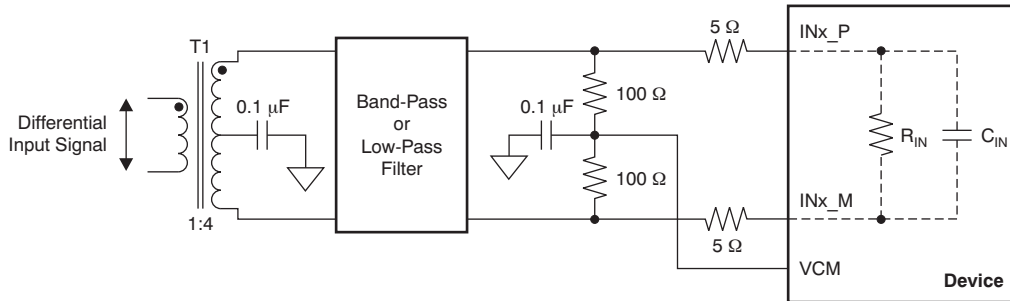 T1
Differential
Input Signal
1:4
0.1 µF
Band-Pass
or
Low-Pass
Filter
0.1 µF
100 Ω
100 Ω
5 Ω
5 Ω
INx_P
R_IN
C_IN
INx_M
VCM
Device